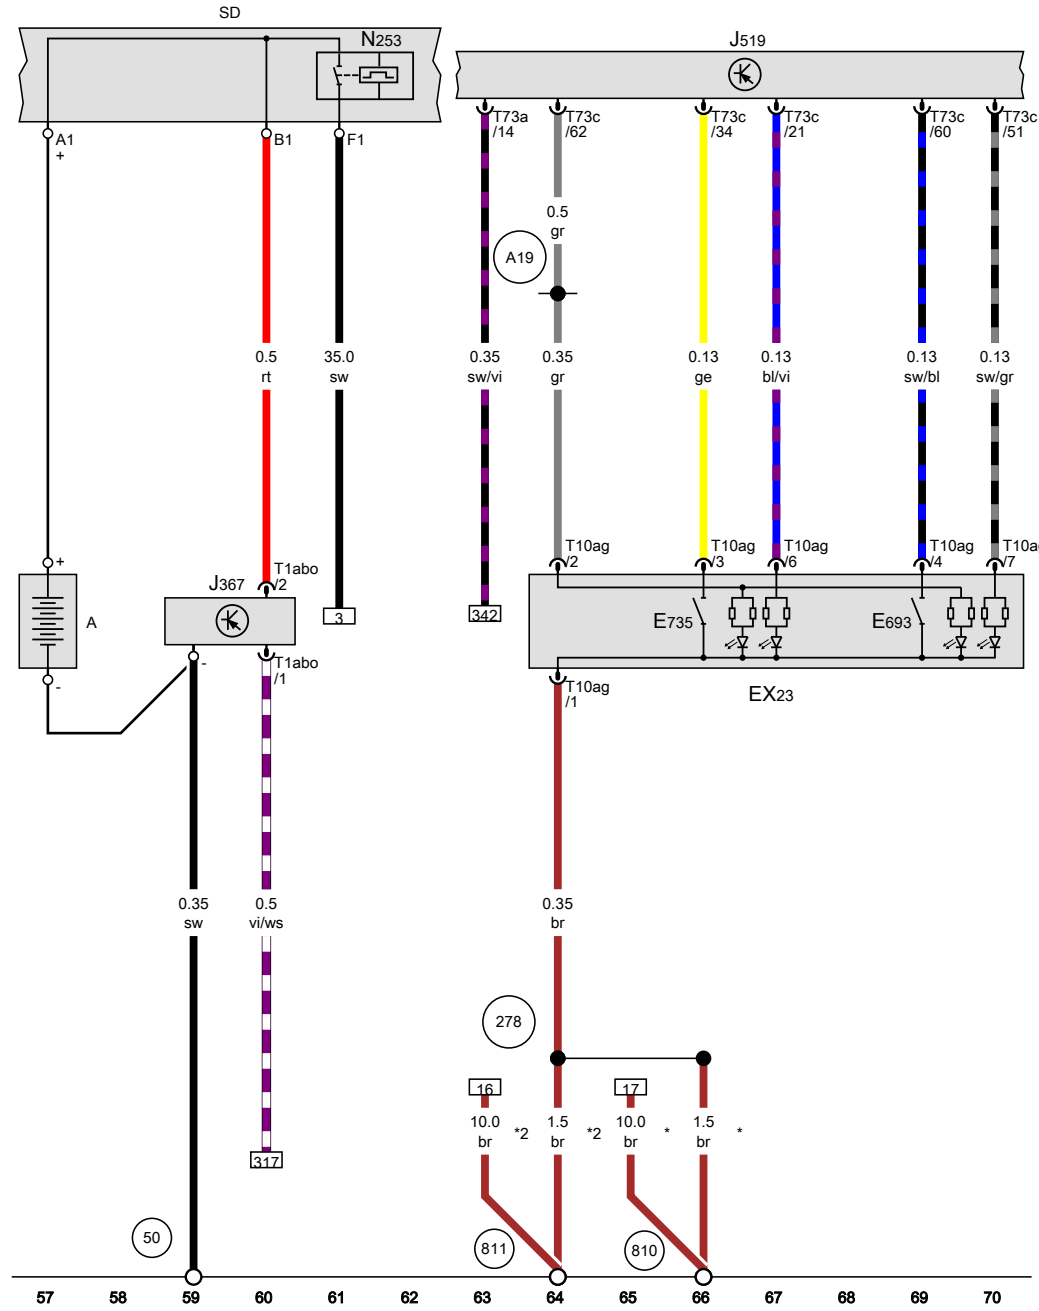 SD
N253
J519
A1
+
B1
F1
T73a
/14
T73c
/62
T73c
/34
T73c
/21
T73c
/60
T73c
/51
0.5
gr
A19
0.5
rt
35.0
sw
0.35
sw/vi
0.35
gr
0.13
ge
0.13
bl/vi
0.13
sw/bl
0.13
sw/gr
+
A
-
J367
T1abo
/2
3
342
T10ag
/2
T10ag
/3
T10ag
/6
T10ag
/4
T10ag
/7
E735
E693
-
T1abo
/1
T10ag
/1
EX23
0.35
sw
0.5
vi/ws
0.35
br
278
16
17
10.0
br
*2
1.5
br
*2
10.0
br
*
1.5
br
*
317
50
811
810
57 58 59 60 61 62 63 64 65 66 67 68 69 70